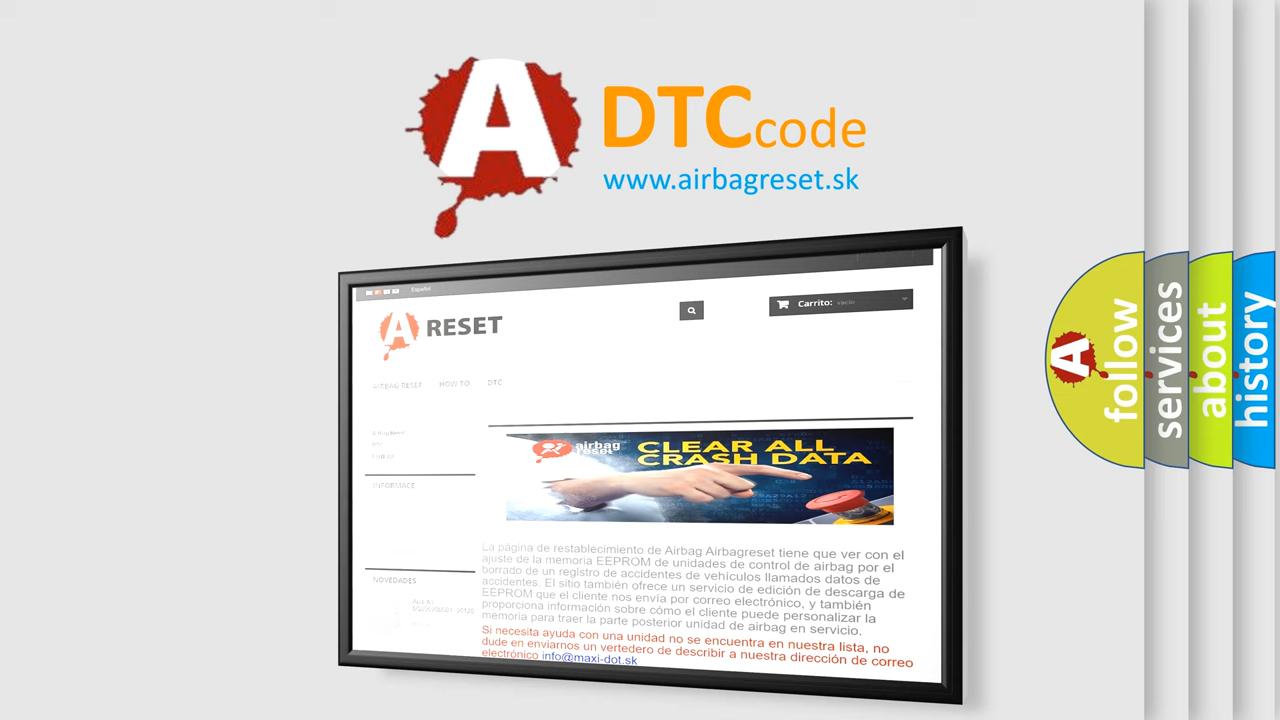 A DTC code
www.airbagreset.sk
Español
A RESET
Carrito: vacío
AIRBAG RESET HOW TO DTC
INFORMACE
airbag
reset
CLEAR ALL
CRASH DATA
La página de restablecimiento de Airbag Airbagreset tiene que ver con el
ajuste de la memoria EEPROM de unidades de control de airbag por el
borrado de un registro de accidentes de vehículos llamados datos de
accidentes. El sitio también ofrece un servicio de edición de descarga de
EEPROM que el cliente nos envía por correo electrónico, y también
proporciona información sobre cómo el cliente puede personalizar la
memoria para traer la parte posterior unidad de airbag en servicio.
Si necesita ayuda con una unidad no se encuentra en nuestra lista, no
dude en enviarnos un vertedero de describir a nuestra dirección de correo
electrónico info@maxi-dot.sk
NOVEDADES
A follow
services
about
history